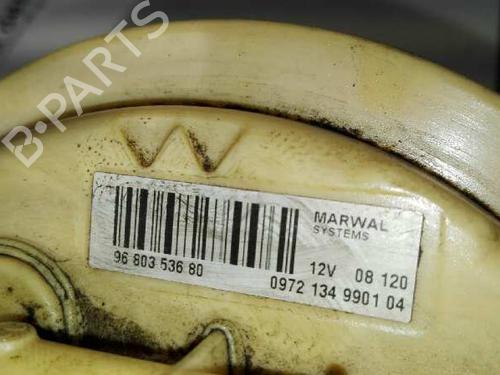 B-PARTS
MARWAL
SYSTEMS
12V 08 120
96 803 536 80
0972 134 9901 04